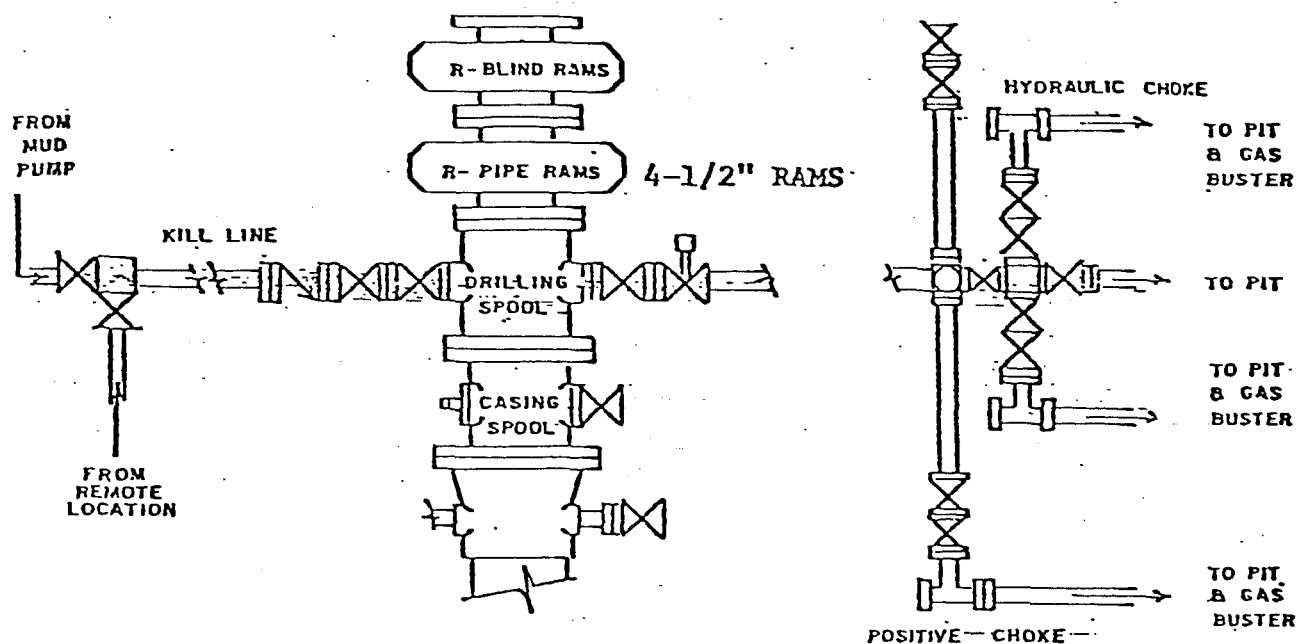 R-BLIND RAMS
HYDRAULIC CHOKE
FROM
MUD
PUMP
TO PIT
& GAS
BUSTER
R- PIPE RAMS
4-1/2" RAMS
KILL LINE
DRILLING
SPOOL
TO PIT
TO PIT
& GAS
BUSTER
CASING
SPOOL
FROM
REMOTE
LOCATION
TO PIT
& GAS
BUSTER
POSITIVE CHOKE